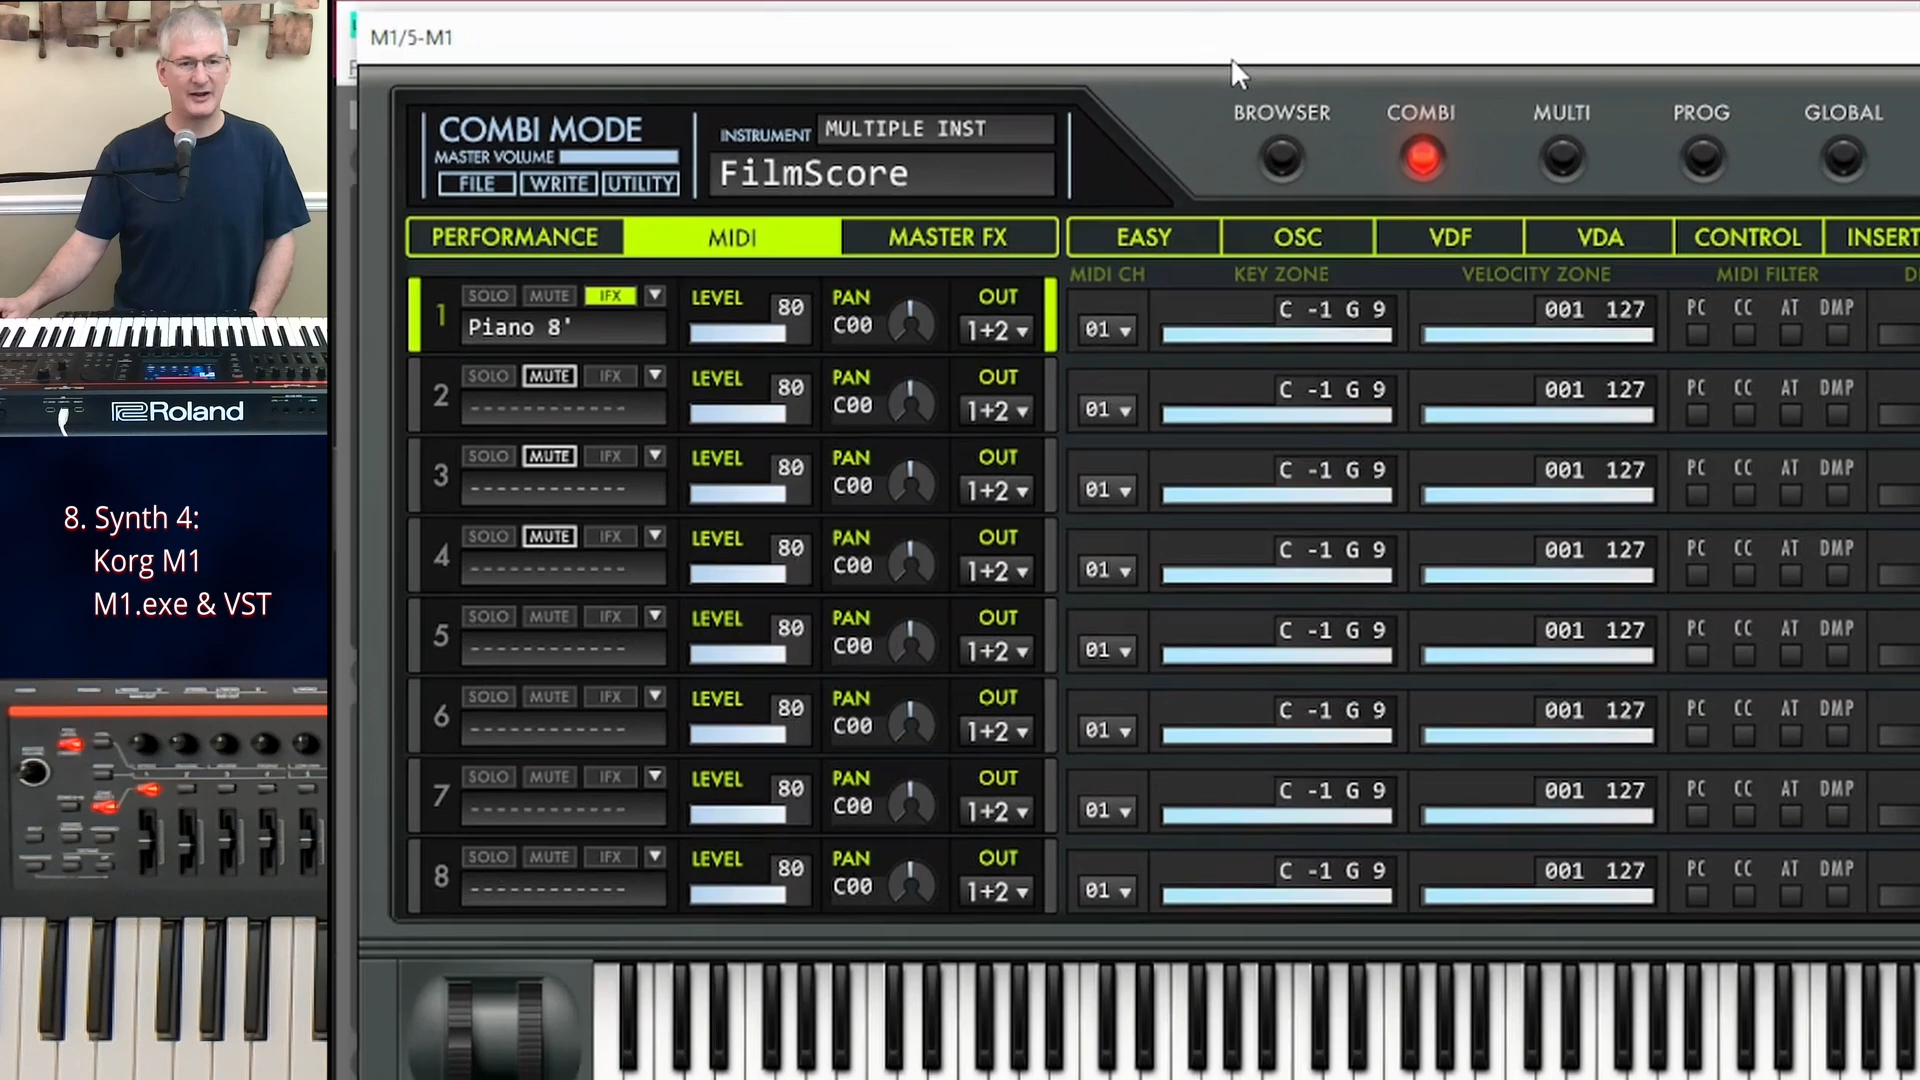 M1/5-M1
COMBI MODE
MASTER VOLUME
FILE WRITE UTILITY
INSTRUMENT MULTIPLE INST
FilmScore
BROWSER COMBI MULTI PROG GLOBAL
PERFORMANCE MIDI MASTER FX
EASY OSC VDF VDA CONTROL INSERT
MIDI CH KEY ZONE VELOCITY ZONE MIDI FILTER
1 SOLO MUTE IFX LEVEL 80 PAN C00 OUT 1+2 01 C -1 G 9 001 127 PC CC AT DMP
Piano 8'
2 SOLO MUTE IFX LEVEL 80 PAN C00 OUT 1+2 01 C -1 G 9 001 127 PC CC AT DMP
3 SOLO MUTE IFX LEVEL 80 PAN C00 OUT 1+2 01 C -1 G 9 001 127 PC CC AT DMP
4 SOLO MUTE IFX LEVEL 80 PAN C00 OUT 1+2 01 C -1 G 9 001 127 PC CC AT DMP
5 SOLO MUTE IFX LEVEL 80 PAN C00 OUT 1+2 01 C -1 G 9 001 127 PC CC AT DMP
6 SOLO MUTE IFX LEVEL 80 PAN C00 OUT 1+2 01 C -1 G 9 001 127 PC CC AT DMP
7 SOLO MUTE IFX LEVEL 80 PAN C00 OUT 1+2 01 C -1 G 9 001 127 PC CC AT DMP
8 SOLO MUTE IFX LEVEL 80 PAN C00 OUT 1+2 01 C -1 G 9 001 127 PC CC AT DMP
Roland
8. Synth 4:
Korg M1
M1.exe & VST